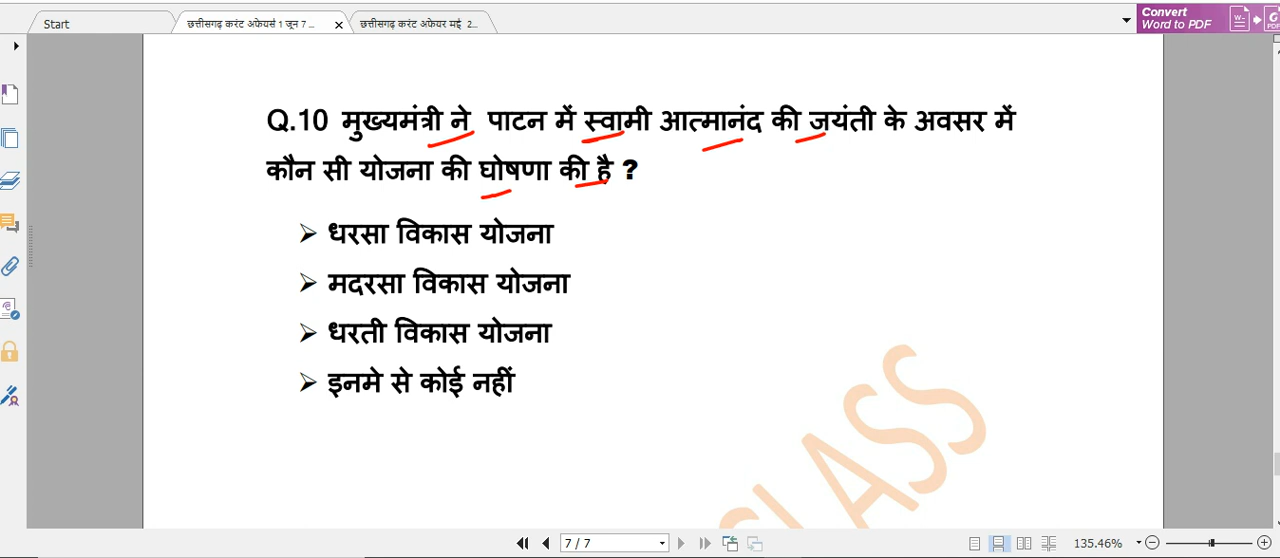 Start
छत्तीसगढ़ करंट अफेयर्स 1 जून 7 ...
छत्तीसगढ़ करंट अफेयर मई 2...
Convert
Word to PDF
Q.10 मुख्यमंत्री ने पाटन में स्वामी आत्मानंद की जयंती के अवसर में
कौन सी योजना की घोषणा की है ?
धरसा विकास योजना
मदरसा विकास योजना
धरती विकास योजना
इनमे से कोई नहीं
CLASS
7 / 7
135.46%